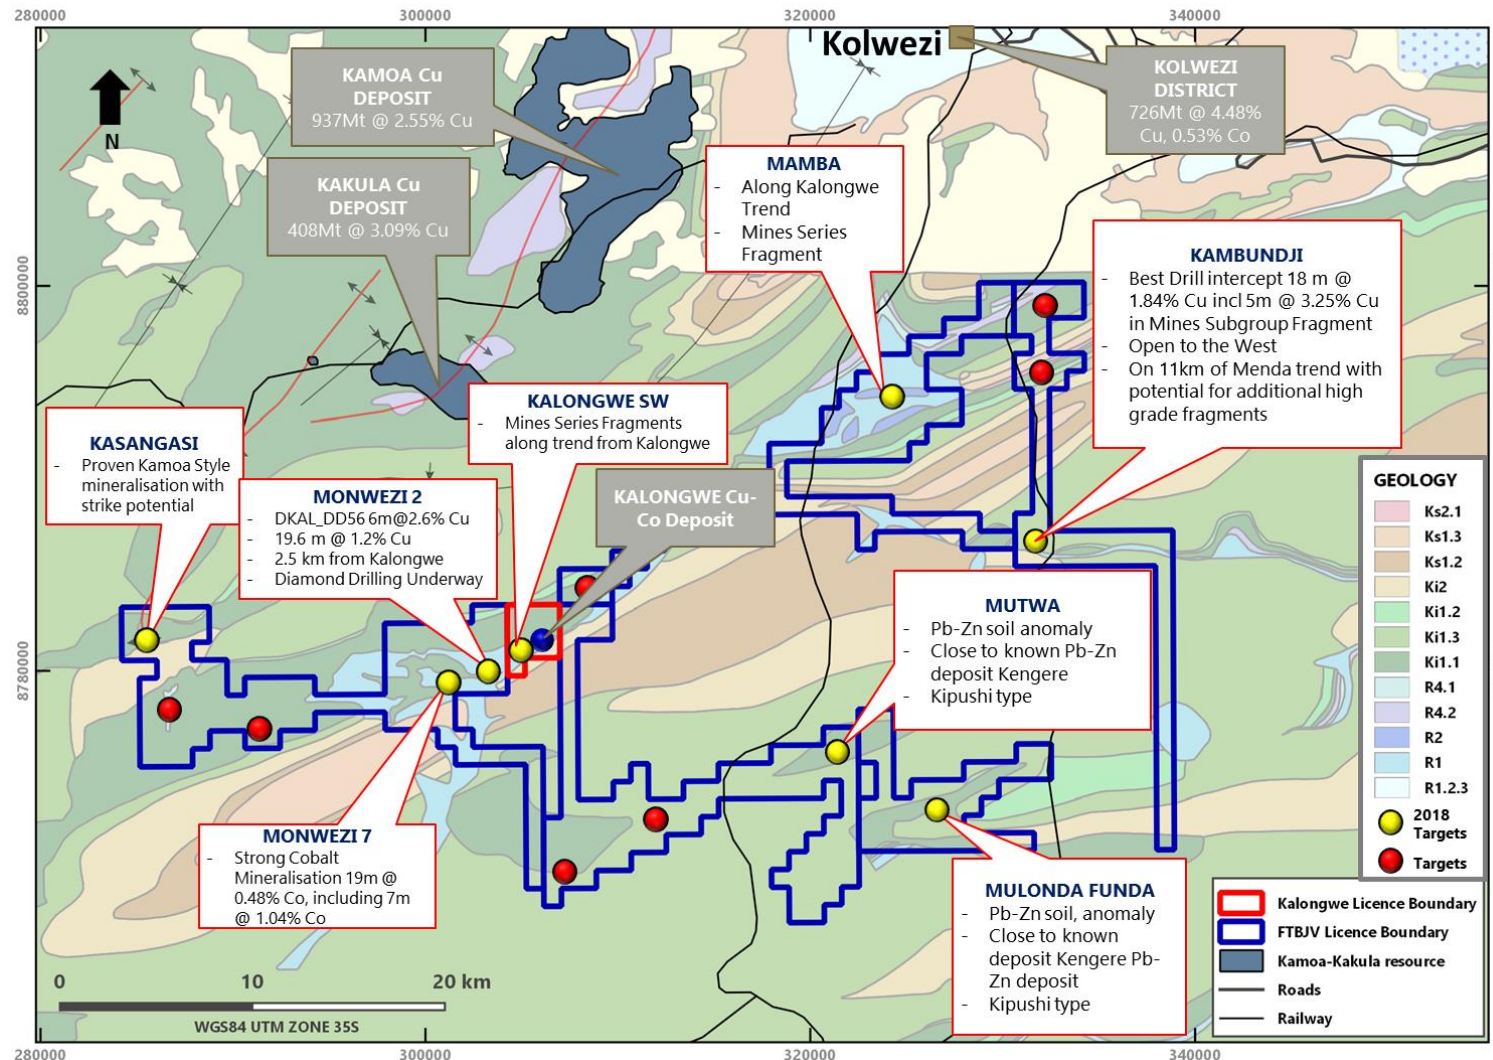 280000
300000
320000
340000
Kolwezi
N
KAMOA Cu
DEPOSIT
937Mt @ 2.55% Cu
KOLWEZI
DISTRICT
726Mt @ 4.48%
Cu, 0.53% Co
KAKULA Cu
DEPOSIT
408Mt @ 3.09% Cu
MAMBA
- Along Kalongwe
Trend
- Mines Series
Fragment
8800000
KAMBUNDJI
- Best Drill intercept 18 m @
1.84% Cu incl 5m @ 3.25% Cu
in Mines Subgroup Fragment
- Open to the West
- On 11km of Menda trend with
potential for additional high
grade fragments
KALONGWE SW
- Mines Series Fragments
along trend from Kalongwe
KASANGASI
- Proven Kamoa Style
mineralisation with
strike potential
MONWEZI 2
- DKAL_DD56 6m@2.6% Cu
- 19.6 m @ 1.2% Cu
- 2.5 km from Kalongwe
- Diamond Drilling Underway
KALONGWE Cu-
Co Deposit
8780000
MUTWA
- Pb-Zn soil anomaly
- Close to known Pb-Zn
deposit Kengere
- Kipushi type
MONWEZI 7
- Strong Cobalt
Mineralisation 19m @
0.48% Co, including 7m
@ 1.04% Co
MULONDA FUNDA
- Pb-Zn soil, anomaly
- Close to known
deposit Kengere Pb-
Zn deposit
- Kipushi type
GEOLOGY
Ks2.1
Ks1.3
Ks1.2
Ki2
Ki1.2
Ki1.3
Ki1.1
R4.1
R4.2
R2
R1
R1.2.3
2018
Targets
Targets
Kalongwe Licence Boundary
FTBJV Licence Boundary
Kamoa-Kakula resource
Roads
Railway
0 10 20 km
WGS84 UTM ZONE 35S
280000
300000
320000
340000